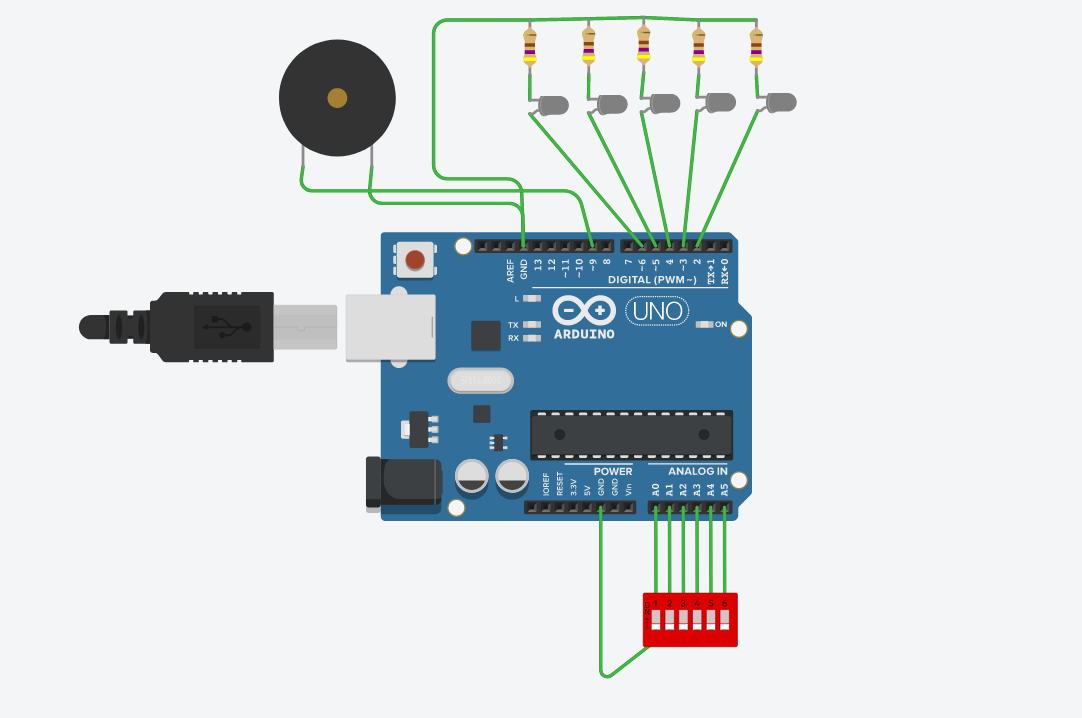 AREF
GND
13
12
~11
~10
~9
8
7
~6
~5
4
~3
2
TX→1
RX←0
DIGITAL (PWM ~)
L
TX
RX
ARDUINO
UNO
ON
POWER
ANALOG IN
IOREF
RESET
3.3V
5V
GND
GND
Vin
A0
A1
A2
A3
A4
A5
1 2 3 4 5 6